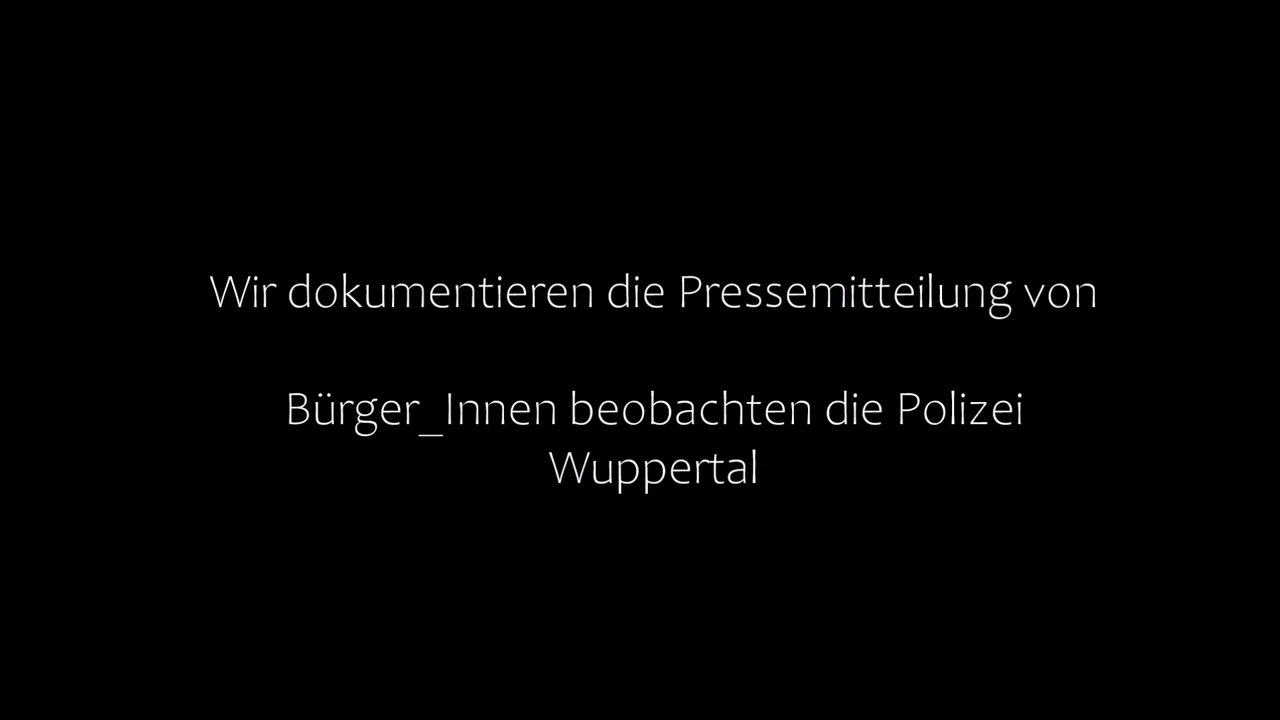 Wir dokumentieren die Pressemitteilung von
Bürger_Innen beobachten die Polizei
Wuppertal